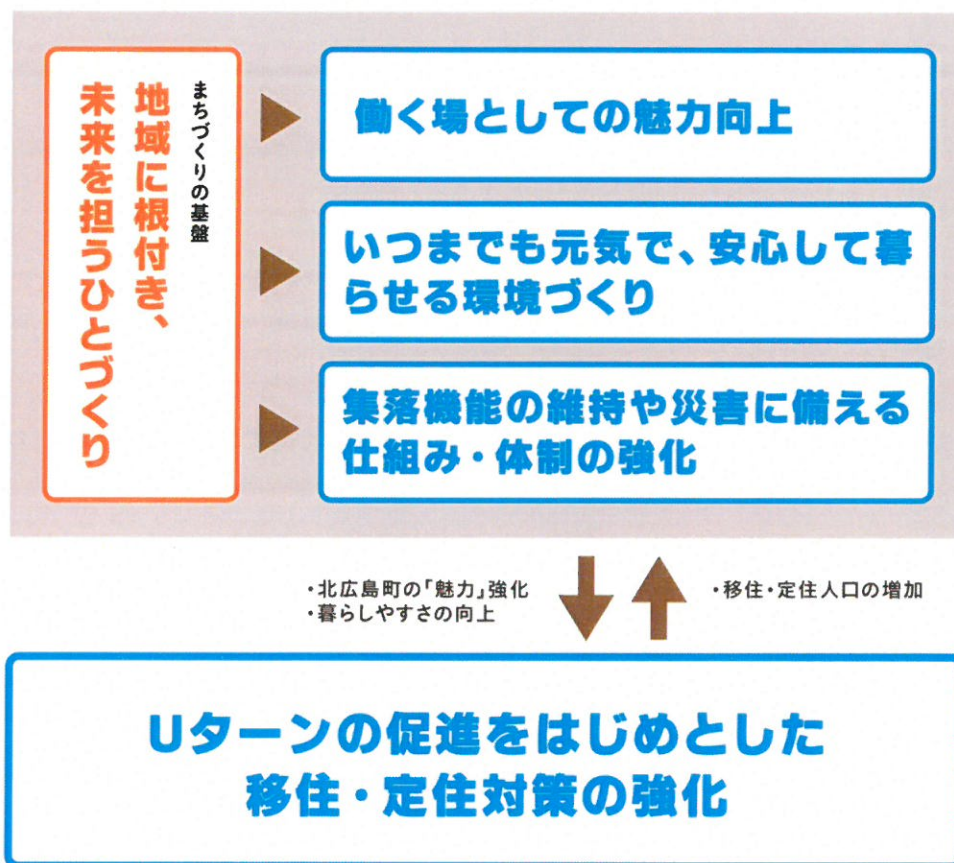 まちづくりの基盤
地域に根付き、
未来を担うひとづくり
働く場としての魅力向上
いつまでも元気で、安心して暮
らせる環境づくり
集落機能の維持や災害に備える
仕組み・体制の強化
・北広島町の「魅力」強化
・暮らしやすさの向上
・移住・定住人口の増加
Uターンの促進をはじめとした
移住・定住対策の強化